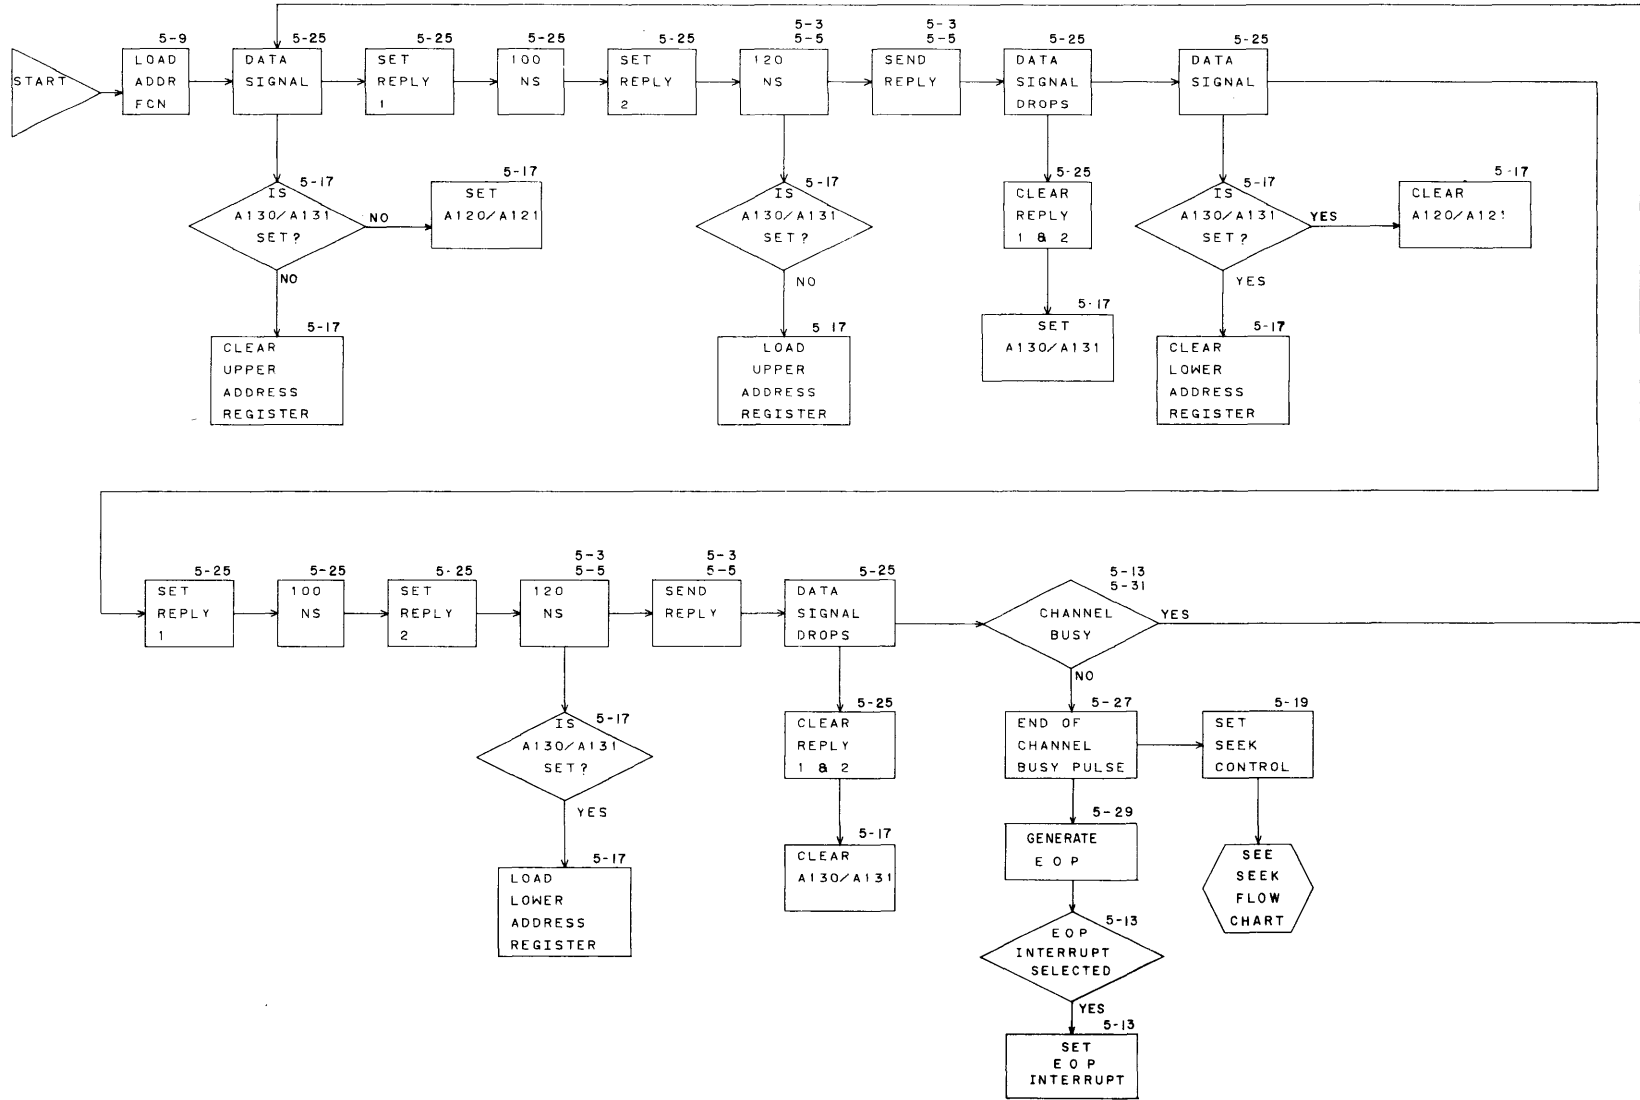 START
5-9
LOAD
ADDR
FCN
5-25
DATA
SIGNAL
5-25
SET
REPLY
1
5-25
100
NS
5-25
SET
REPLY
2
5-3
5-5
120
NS
5-3
5-5
SEND
REPLY
5-25
DATA
SIGNAL
DROPS
5-25
DATA
SIGNAL
5-17
IS
A130/A131
SET?
NO
5-17
SET
A120/A121
NO
5-17
CLEAR
UPPER
ADDRESS
REGISTER
5-17
IS
A130/A131
SET?
NO
5 17
LOAD
UPPER
ADDRESS
REGISTER
5-25
CLEAR
REPLY
1 & 2
5-17
SET
A130/A131
5-17
IS
A130/A131
SET?
YES
5-17
CLEAR
A120/A121
YES
5-17
CLEAR
LOWER
ADDRESS
REGISTER
5-25
SET
REPLY
1
5-25
100
NS
5-25
SET
REPLY
2
5-3
5-5
120
NS
5-3
5-5
SEND
REPLY
5-25
DATA
SIGNAL
DROPS
5-13
5-31
CHANNEL
BUSY
YES
NO
5-17
IS
A130/A131
SET?
YES
5-17
LOAD
LOWER
ADDRESS
REGISTER
5-25
CLEAR
REPLY
1 & 2
5-17
CLEAR
A130/A131
5-27
END OF
CHANNEL
BUSY PULSE
5-19
SET
SEEK
CONTROL
5-29
GENERATE
EOP
SEE
SEEK
FLOW
CHART
5-13
EOP
INTERRUPT
SELECTED
YES
5-13
SET
EOP
INTERRUPT